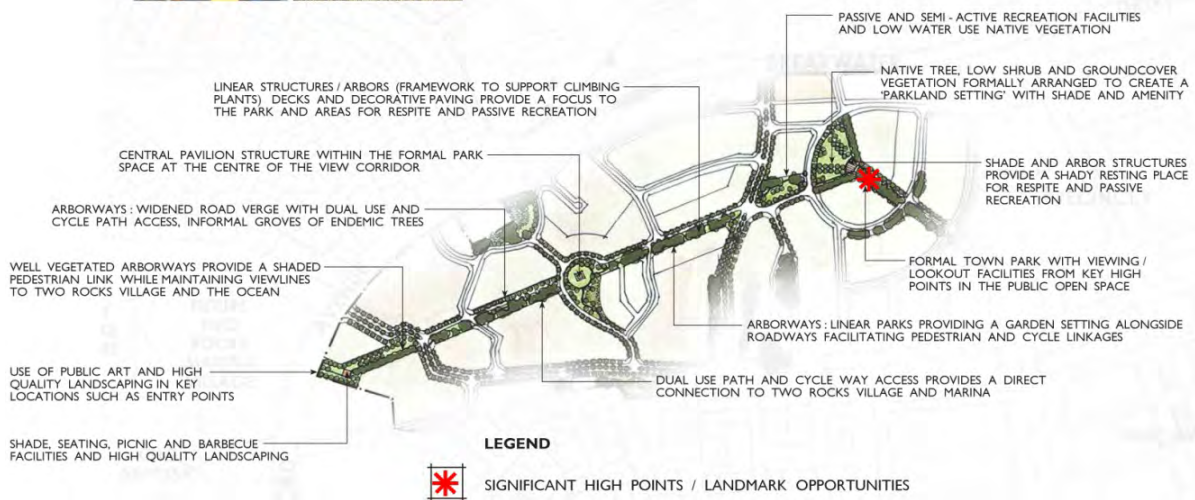 PASSIVE AND SEMI - ACTIVE RECREATION FACILITIES
AND LOW WATER USE NATIVE VEGETATION
NATIVE TREE, LOW SHRUB AND GROUNDCOVER
VEGETATION FORMALLY ARRANGED TO CREATE A
'PARKLAND SETTING' WITH SHADE AND AMENITY
LINEAR STRUCTURES / ARBORS (FRAMEWORK TO SUPPORT CLIMBING
PLANTS) DECKS AND DECORATIVE PAVING PROVIDE A FOCUS TO
THE PARK AND AREAS FOR RESPITE AND PASSIVE RECREATION
CENTRAL PAVILION STRUCTURE WITHIN THE FORMAL PARK
SPACE AT THE CENTRE OF THE VIEW CORRIDOR
SHADE AND ARBOR STRUCTURES
PROVIDE A SHADY RESTING PLACE
FOR RESPITE AND PASSIVE
RECREATION
ARBORWAYS : WIDENED ROAD VERGE WITH DUAL USE AND
CYCLE PATH ACCESS, INFORMAL GROVES OF ENDEMIC TREES
WELL VEGETATED ARBORWAYS PROVIDE A SHADED
PEDESTRIAN LINK WHILE MAINTAINING VIEWLINES
TO TWO ROCKS VILLAGE AND THE OCEAN
FORMAL TOWN PARK WITH VIEWING /
LOOKOUT FACILITIES FROM KEY HIGH
POINTS IN THE PUBLIC OPEN SPACE
ARBORWAYS : LINEAR PARKS PROVIDING A GARDEN SETTING ALONGSIDE
ROADWAYS FACILITATING PEDESTRIAN AND CYCLE LINKAGES
USE OF PUBLIC ART AND HIGH
QUALITY LANDSCAPING IN KEY
LOCATIONS SUCH AS ENTRY POINTS
DUAL USE PATH AND CYCLE WAY ACCESS PROVIDES A DIRECT
CONNECTION TO TWO ROCKS VILLAGE AND MARINA
SHADE, SEATING, PICNIC AND BARBECUE
FACILITIES AND HIGH QUALITY LANDSCAPING
LEGEND
SIGNIFICANT HIGH POINTS / LANDMARK OPPORTUNITIES